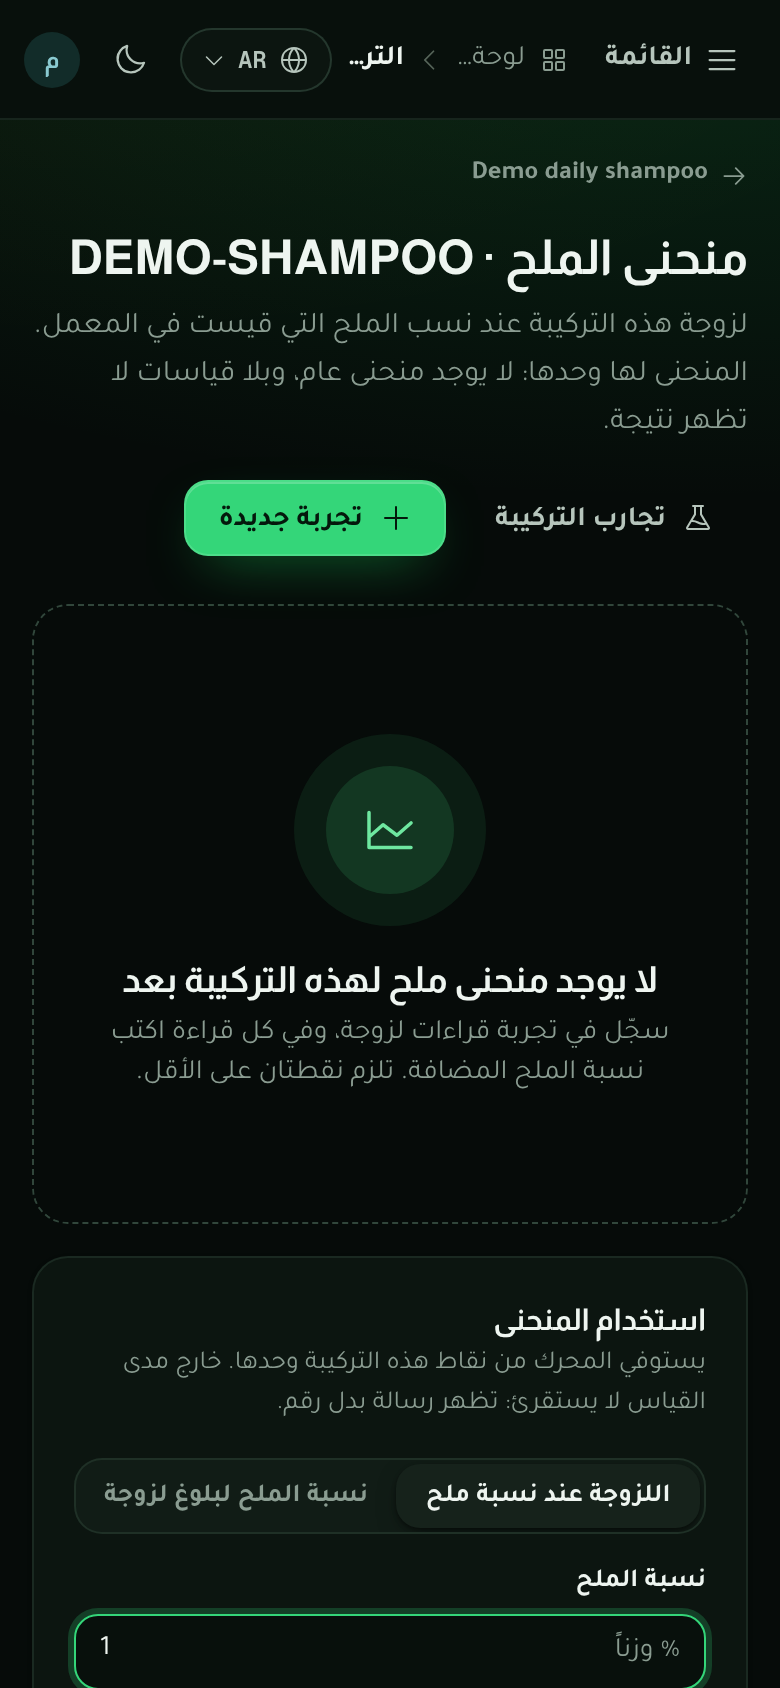 القائمة
لوحة...
التر...
AR
م
Demo daily shampoo
منحنى الملح · DEMO-SHAMPOO
لزوجة هذه التركيبة عند نسب الملح التي قيست في المعمل.
المنحنى لها وحدها: لا يوجد منحنى عام، وبلا قياسات لا
تظهر نتيجة.
تجارب التركيبة
تجربة جديدة
لا يوجد منحنى ملح لهذه التركيبة بعد
سجّل في تجربة قراءات لزوجة، وفي كل قراءة اكتب
نسبة الملح المضافة. تلزم نقطتان على الأقل.
استخدام المنحنى
يستوفي المحرك من نقاط هذه التركيبة وحدها. خارج مدى
القياس لا يستقرئ: تظهر رسالة بدل رقم.
اللزوجة عند نسبة ملح
نسبة الملح لبلوغ لزوجة
نسبة الملح
% وزناً
1